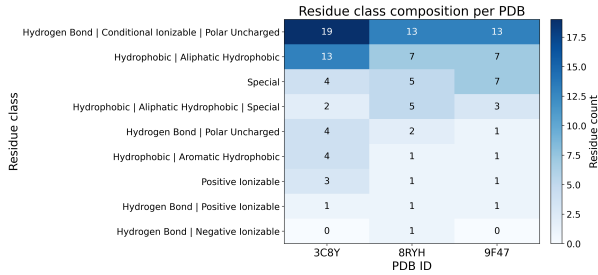 Residue class composition per PDB
Hydrogen Bond | Conditional Ionizable | Polar Uncharged 19 13 13
Hydrophobic | Aliphatic Hydrophobic 13 7 7
Special 4 5 7
Hydrophobic | Aliphatic Hydrophobic | Special 2 5 3
Hydrogen Bond | Polar Uncharged 4 2 1
Hydrophobic | Aromatic Hydrophobic 4 1 1
Positive Ionizable 3 1 1
Hydrogen Bond | Positive Ionizable 1 1 1
Hydrogen Bond | Negative Ionizable 0 1 0
3C8Y 8RYH 9F47
PDB ID
Residue class
17.5
15.0
12.5
10.0
7.5
5.0
2.5
0.0
Residue count